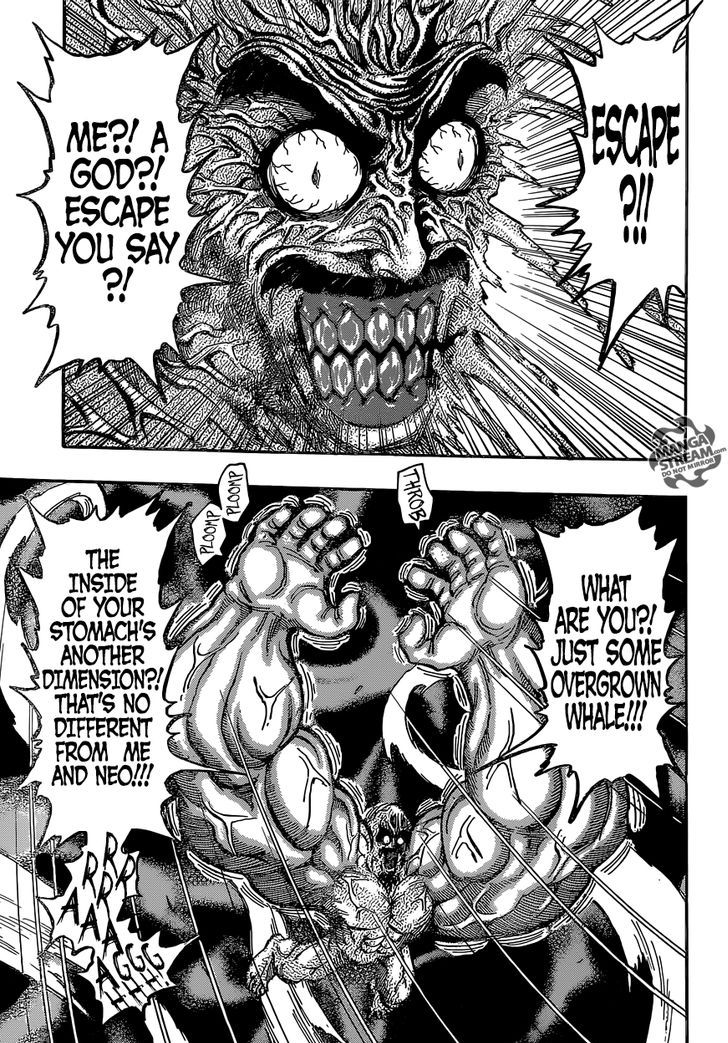 ESCAPE
?!!
ME?! A
GOD?!
ESCAPE
YOU SAY
?!
MANGA
STREAM.com
DO NOT MIRROR
THROB
PLOOMP
PLOOMP
WHAT
ARE YOU?!
JUST SOME
OVERGROWN
WHALE!!!
THE
INSIDE
OF YOUR
STOMACH'S
ANOTHER
DIMENSION?!
THAT'S NO
DIFFERENT
FROM ME
AND NEO!!!
RRR
RRR
AAAA
AGGG
HHH!!